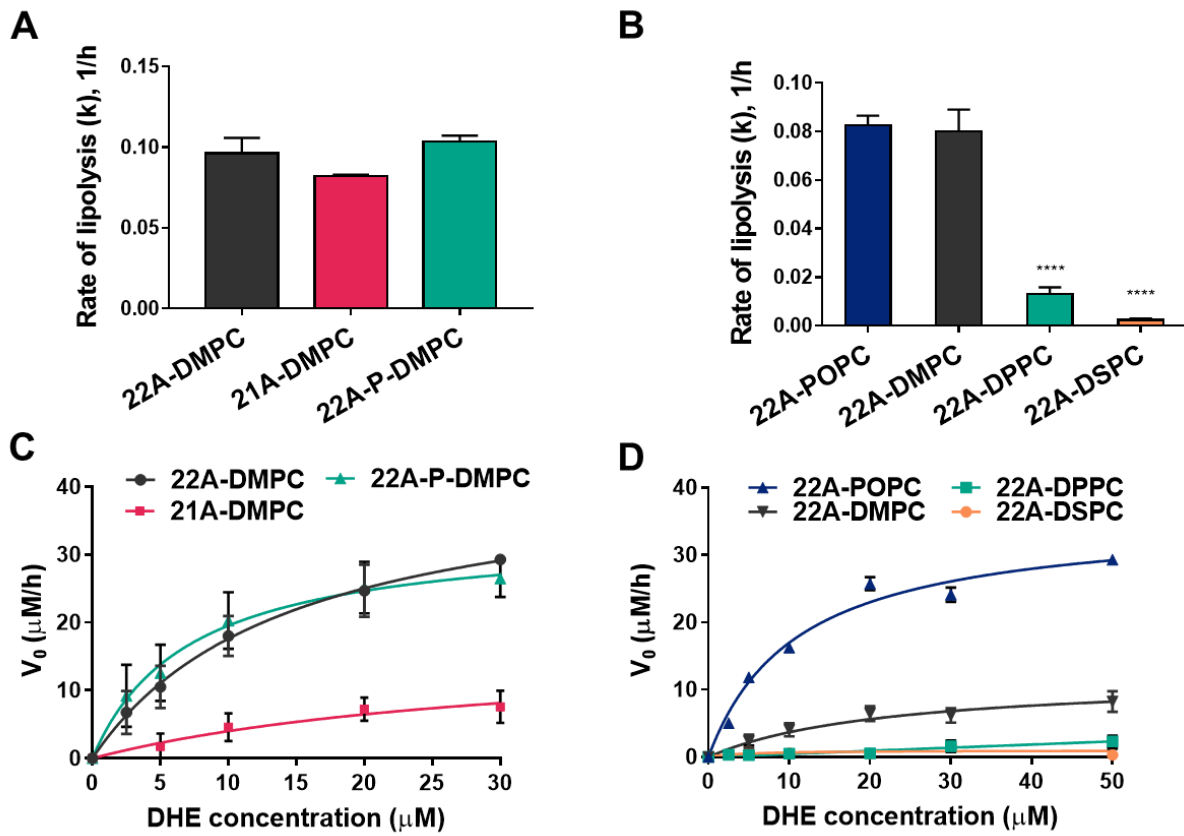 A
Rate of lipolysis (k), 1/h
0.15
0.10
0.05
0.00
22A-DMPC
21A-DMPC
22A-P-DMPC
B
Rate of lipolysis (k), 1/h
0.10
0.08
0.06
0.04
0.02
0.00
****
****
22A-POPC
22A-DMPC
22A-DPPC
22A-DSPC
C
22A-DMPC
22A-P-DMPC
21A-DMPC
V₀ (μM/h)
40
30
20
10
0
0 5 10 15 20 25 30
DHE concentration (μM)
D
22A-POPC
22A-DPPC
22A-DMPC
22A-DSPC
V₀ (μM/h)
40
30
20
10
0
0 10 20 30 40 50
DHE concentration (μM)